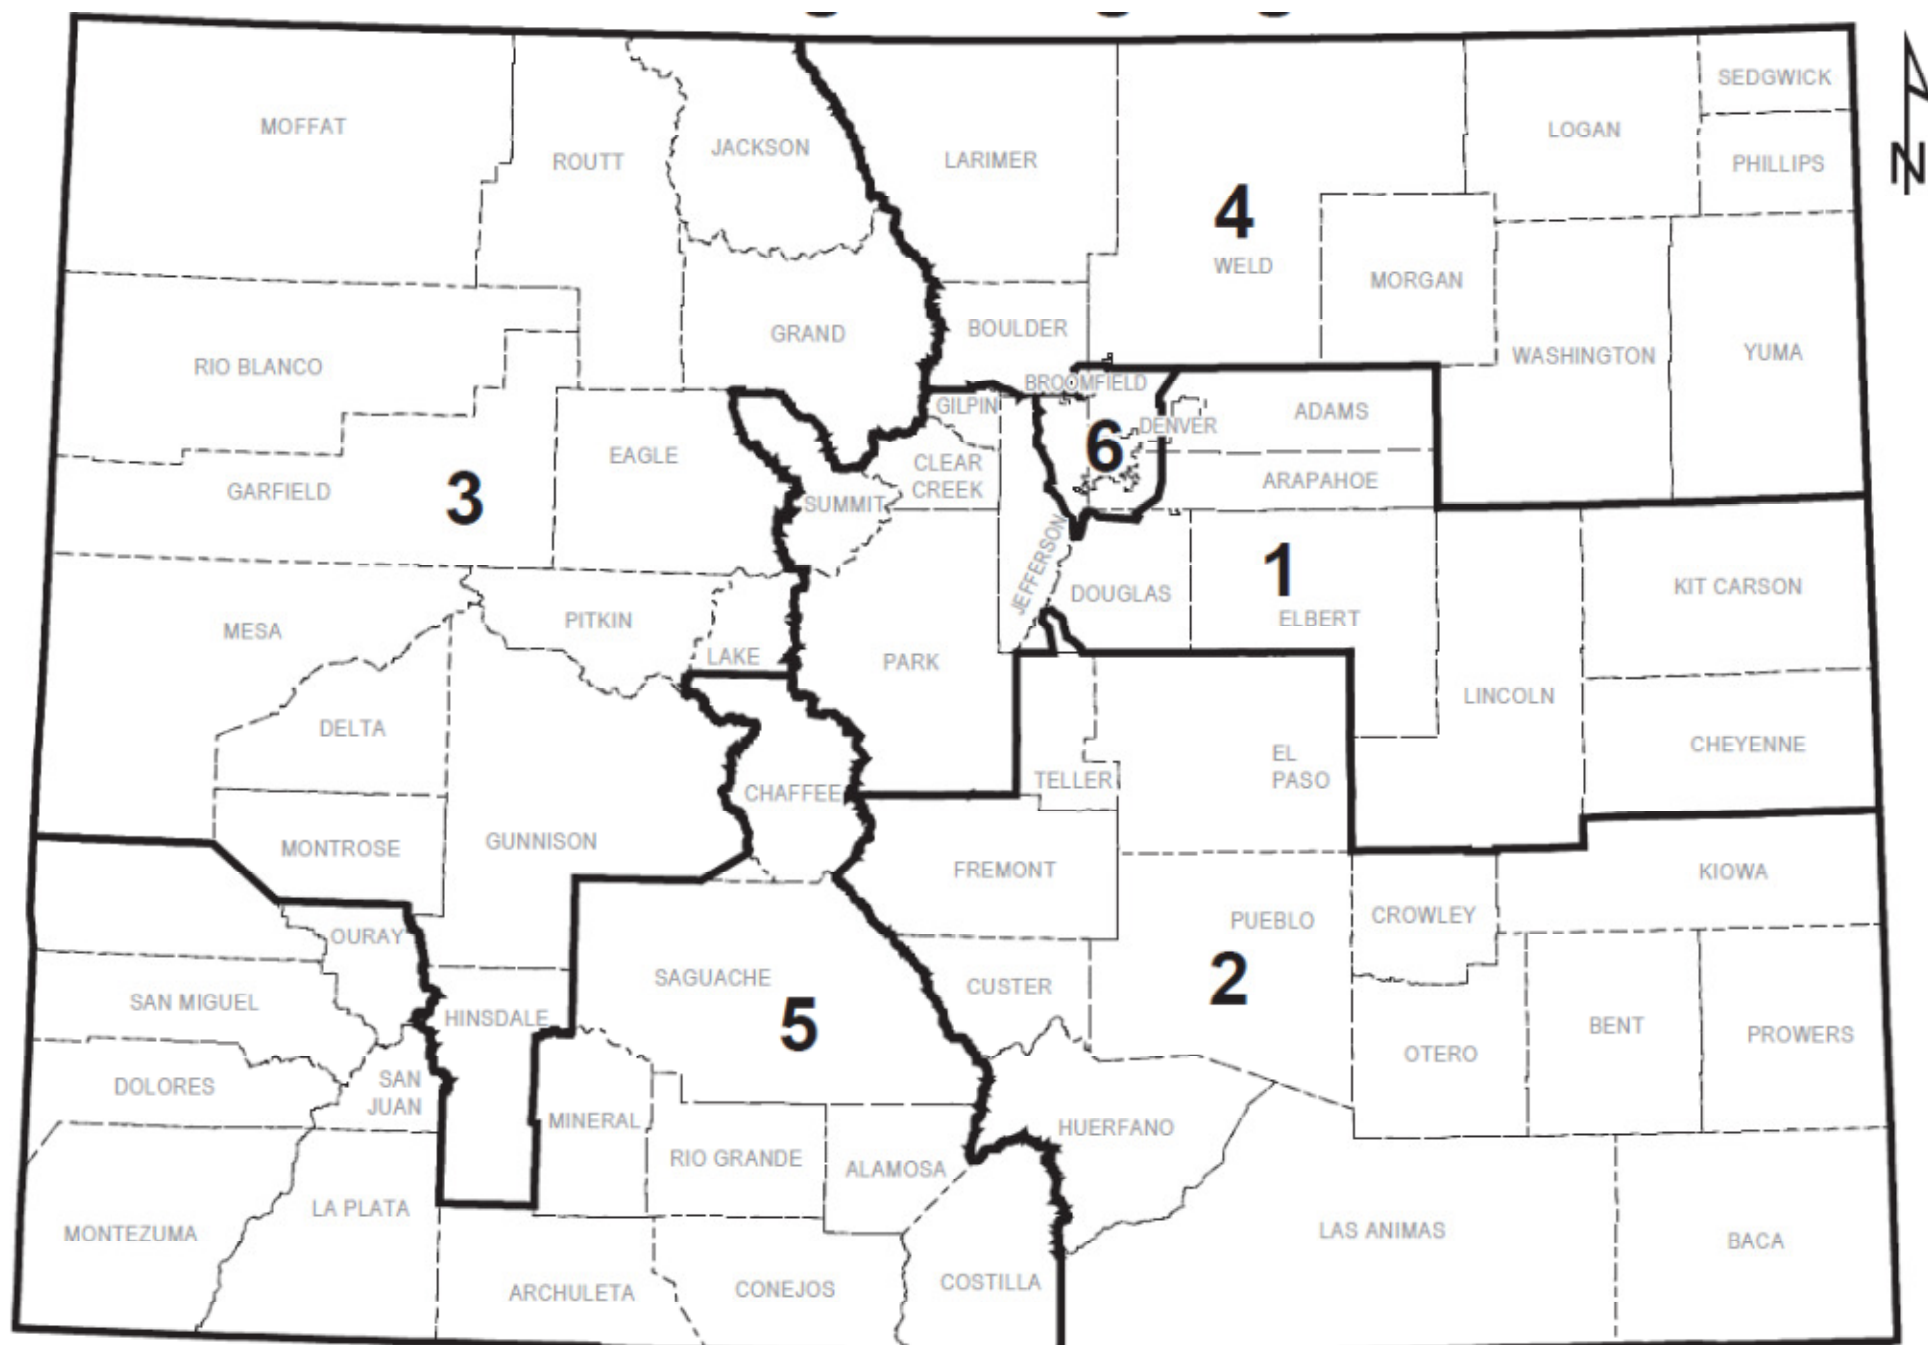 SEDGWICK
MOFFAT
LOGAN
JACKSON
LARIMER
ROUTT
PHILLIPS
N
4
WELD
MORGAN
BOULDER
GRAND
RIO BLANCO
WASHINGTON
YUMA
BROOMFIELD
GILPIN
ADAMS
DENVER
6
EAGLE
CLEAR
CREEK
ARAPAHOE
GARFIELD
3
SUMMIT
JEFFERSON
1
KIT CARSON
DOUGLAS
ELBERT
PITKIN
MESA
LAKE
PARK
LINCOLN
DELTA
CHEYENNE
EL
PASO
TELLER
CHAFFEE
GUNNISON
MONTROSE
FREMONT
KIOWA
CROWLEY
PUEBLO
OURAY
SAGUACHE
2
CUSTER
SAN MIGUEL
HINSDALE
5
BENT
PROWERS
OTERO
DOLORES
SAN
JUAN
MINERAL
HUERFANO
RIO GRANDE
ALAMOSA
LA PLATA
MONTEZUMA
LAS ANIMAS
BACA
COSTILLA
CONEJOS
ARCHULETA